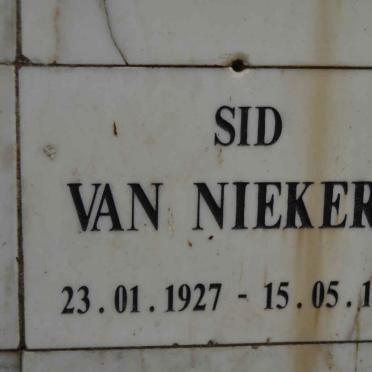 SID
VAN NIEKER
23.01.1927 - 15.05.1